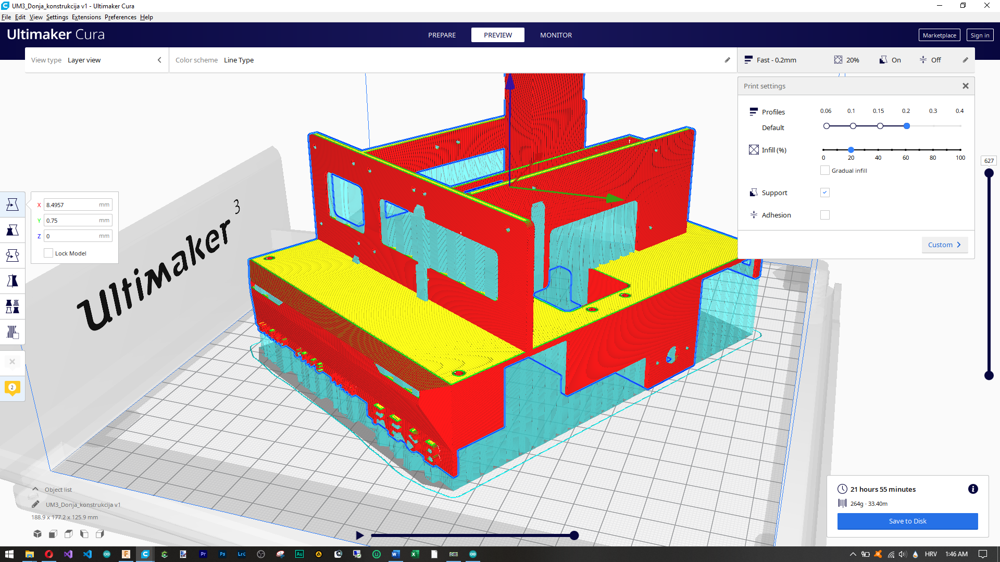 UM3_Donja_konstrukcija v1 - Ultimaker Cura
File Edit View Settings Extensions Preferences Help
Ultimaker Cura
PREPARE
PREVIEW
MONITOR
Marketplace
Sign in
View type Layer view
Color scheme Line Type
Fast - 0.2mm
20%
On
Off
Print settings
Profiles
0.06 0.1 0.15 0.2 0.3 0.4
Default
Infill (%)
0 20 40 60 80 100
Gradual infill
Support
Adhesion
Custom
627
X 8.4957 mm
Y 0.75 mm
Z 0 mm
Lock Model
Ultimaker 3
2
Object list
UM3_Donja_konstrukcija v1
188.9 x 177.2 x 125.9 mm
21 hours 55 minutes
264g · 33.40m
Save to Disk
Pr
Ps
LrC
Au
HRV
1:46 AM